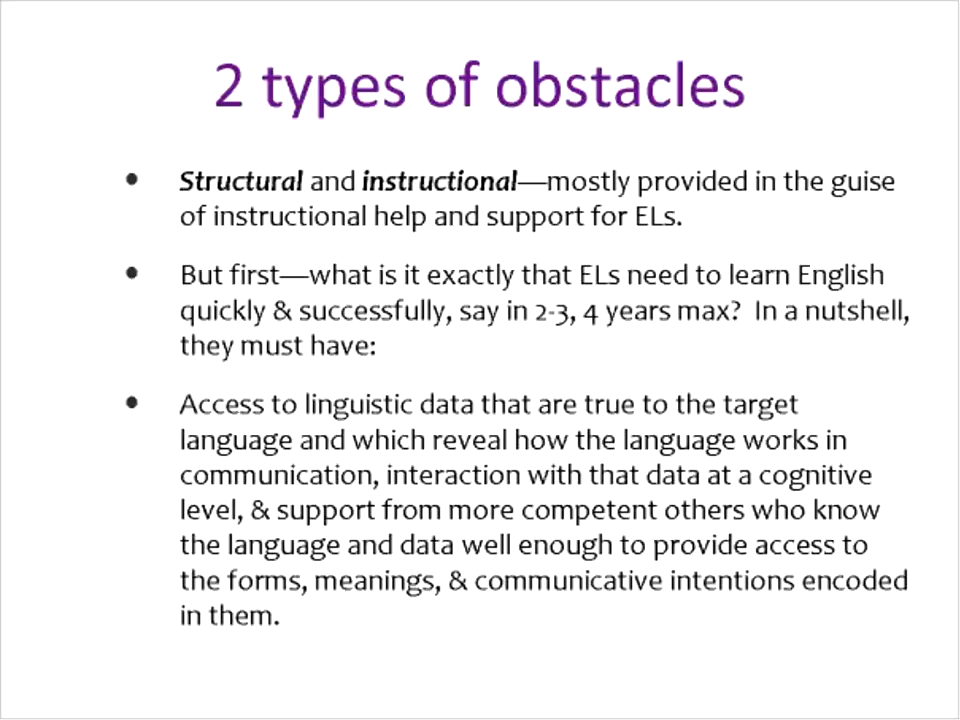 2 types of obstacles
• Structural and instructional—mostly provided in the guise
of instructional help and support for ELs.
• But first—what is it exactly that ELs need to learn English
quickly & successfully, say in 2-3, 4 years max?  In a nutshell,
they must have:
• Access to linguistic data that are true to the target
language and which reveal how the language works in
communication, interaction with that data at a cognitive
level, & support from more competent others who know
the language and data well enough to provide access to
the forms, meanings, & communicative intentions encoded
in them.